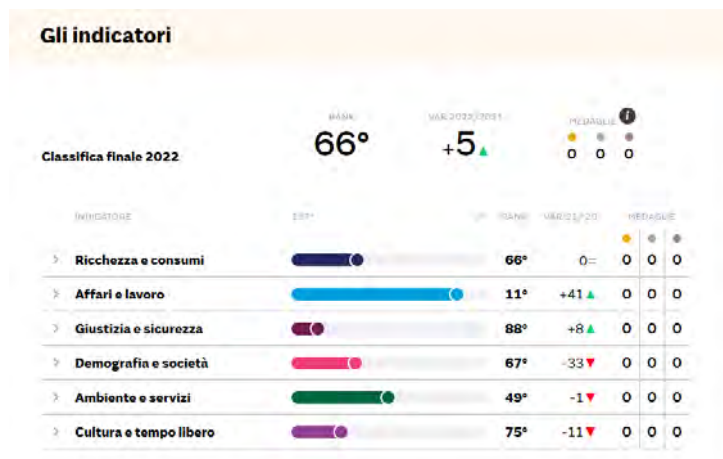 Gli indicatori
RANK VAR.2022/2021 MEDAGLIE i
Classifica finale 2022 66° +5 0 0 0
INDICATORE 107° 1° RANK VAR.'21/'20 MEDAGLIE
Ricchezza e consumi 66° 0= 0 0 0
Affari e lavoro 11° +41 0 0 0
Giustizia e sicurezza 88° +8 0 0 0
Demografia e società 67° -33 0 0 0
Ambiente e servizi 49° -1 0 0 0
Cultura e tempo libero 75° -11 0 0 0